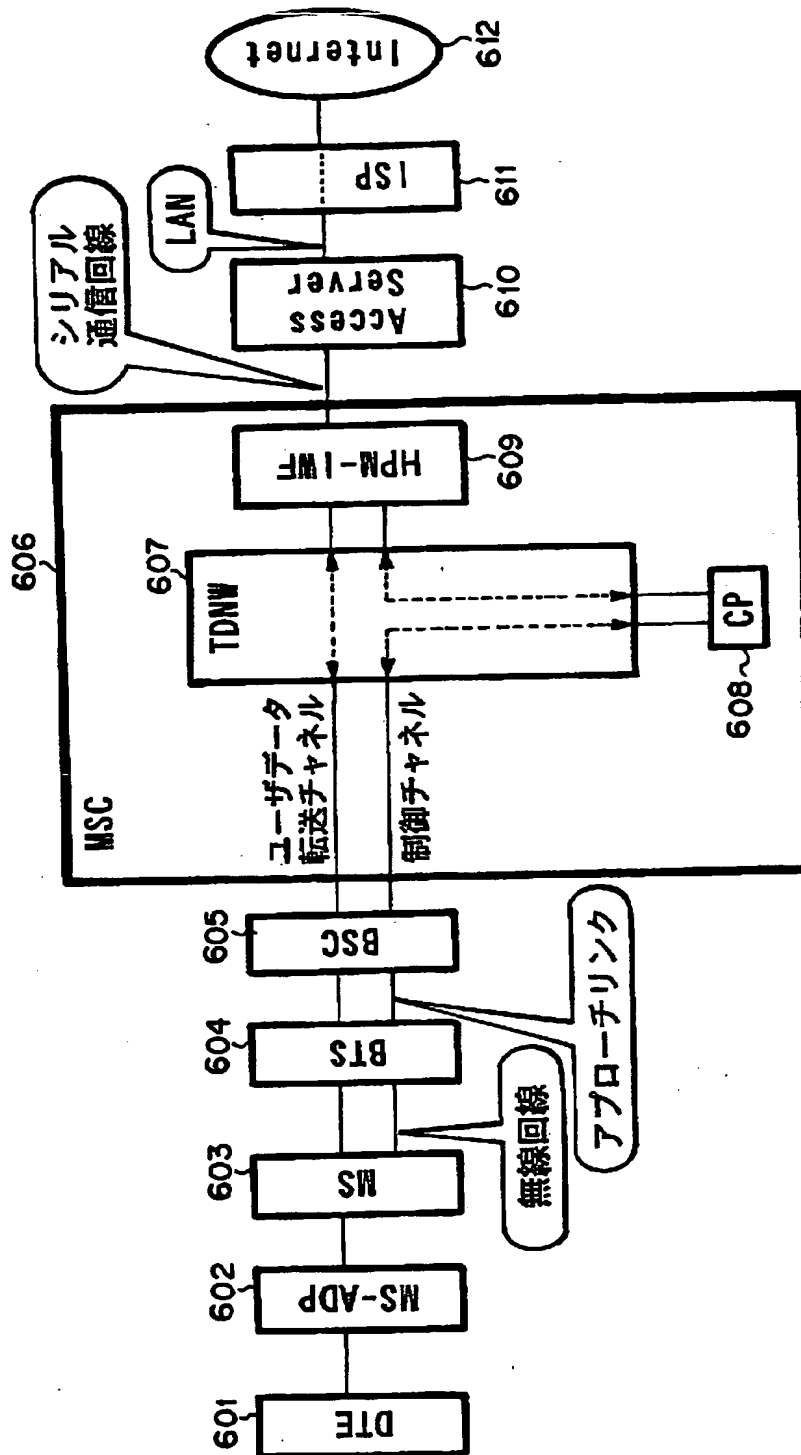 601
DTE
602
MS-ADP
603
MS
無線回線
604
BTS
アプローチリンク
605
BSC
606
MSC
ユーザデータ
転送チャネル
制御チャネル
607
TDNW
CP
608
HPM-IWF
609
シリアル
通信回線
Access
Server
610
LAN
ISP
611
Internet
612